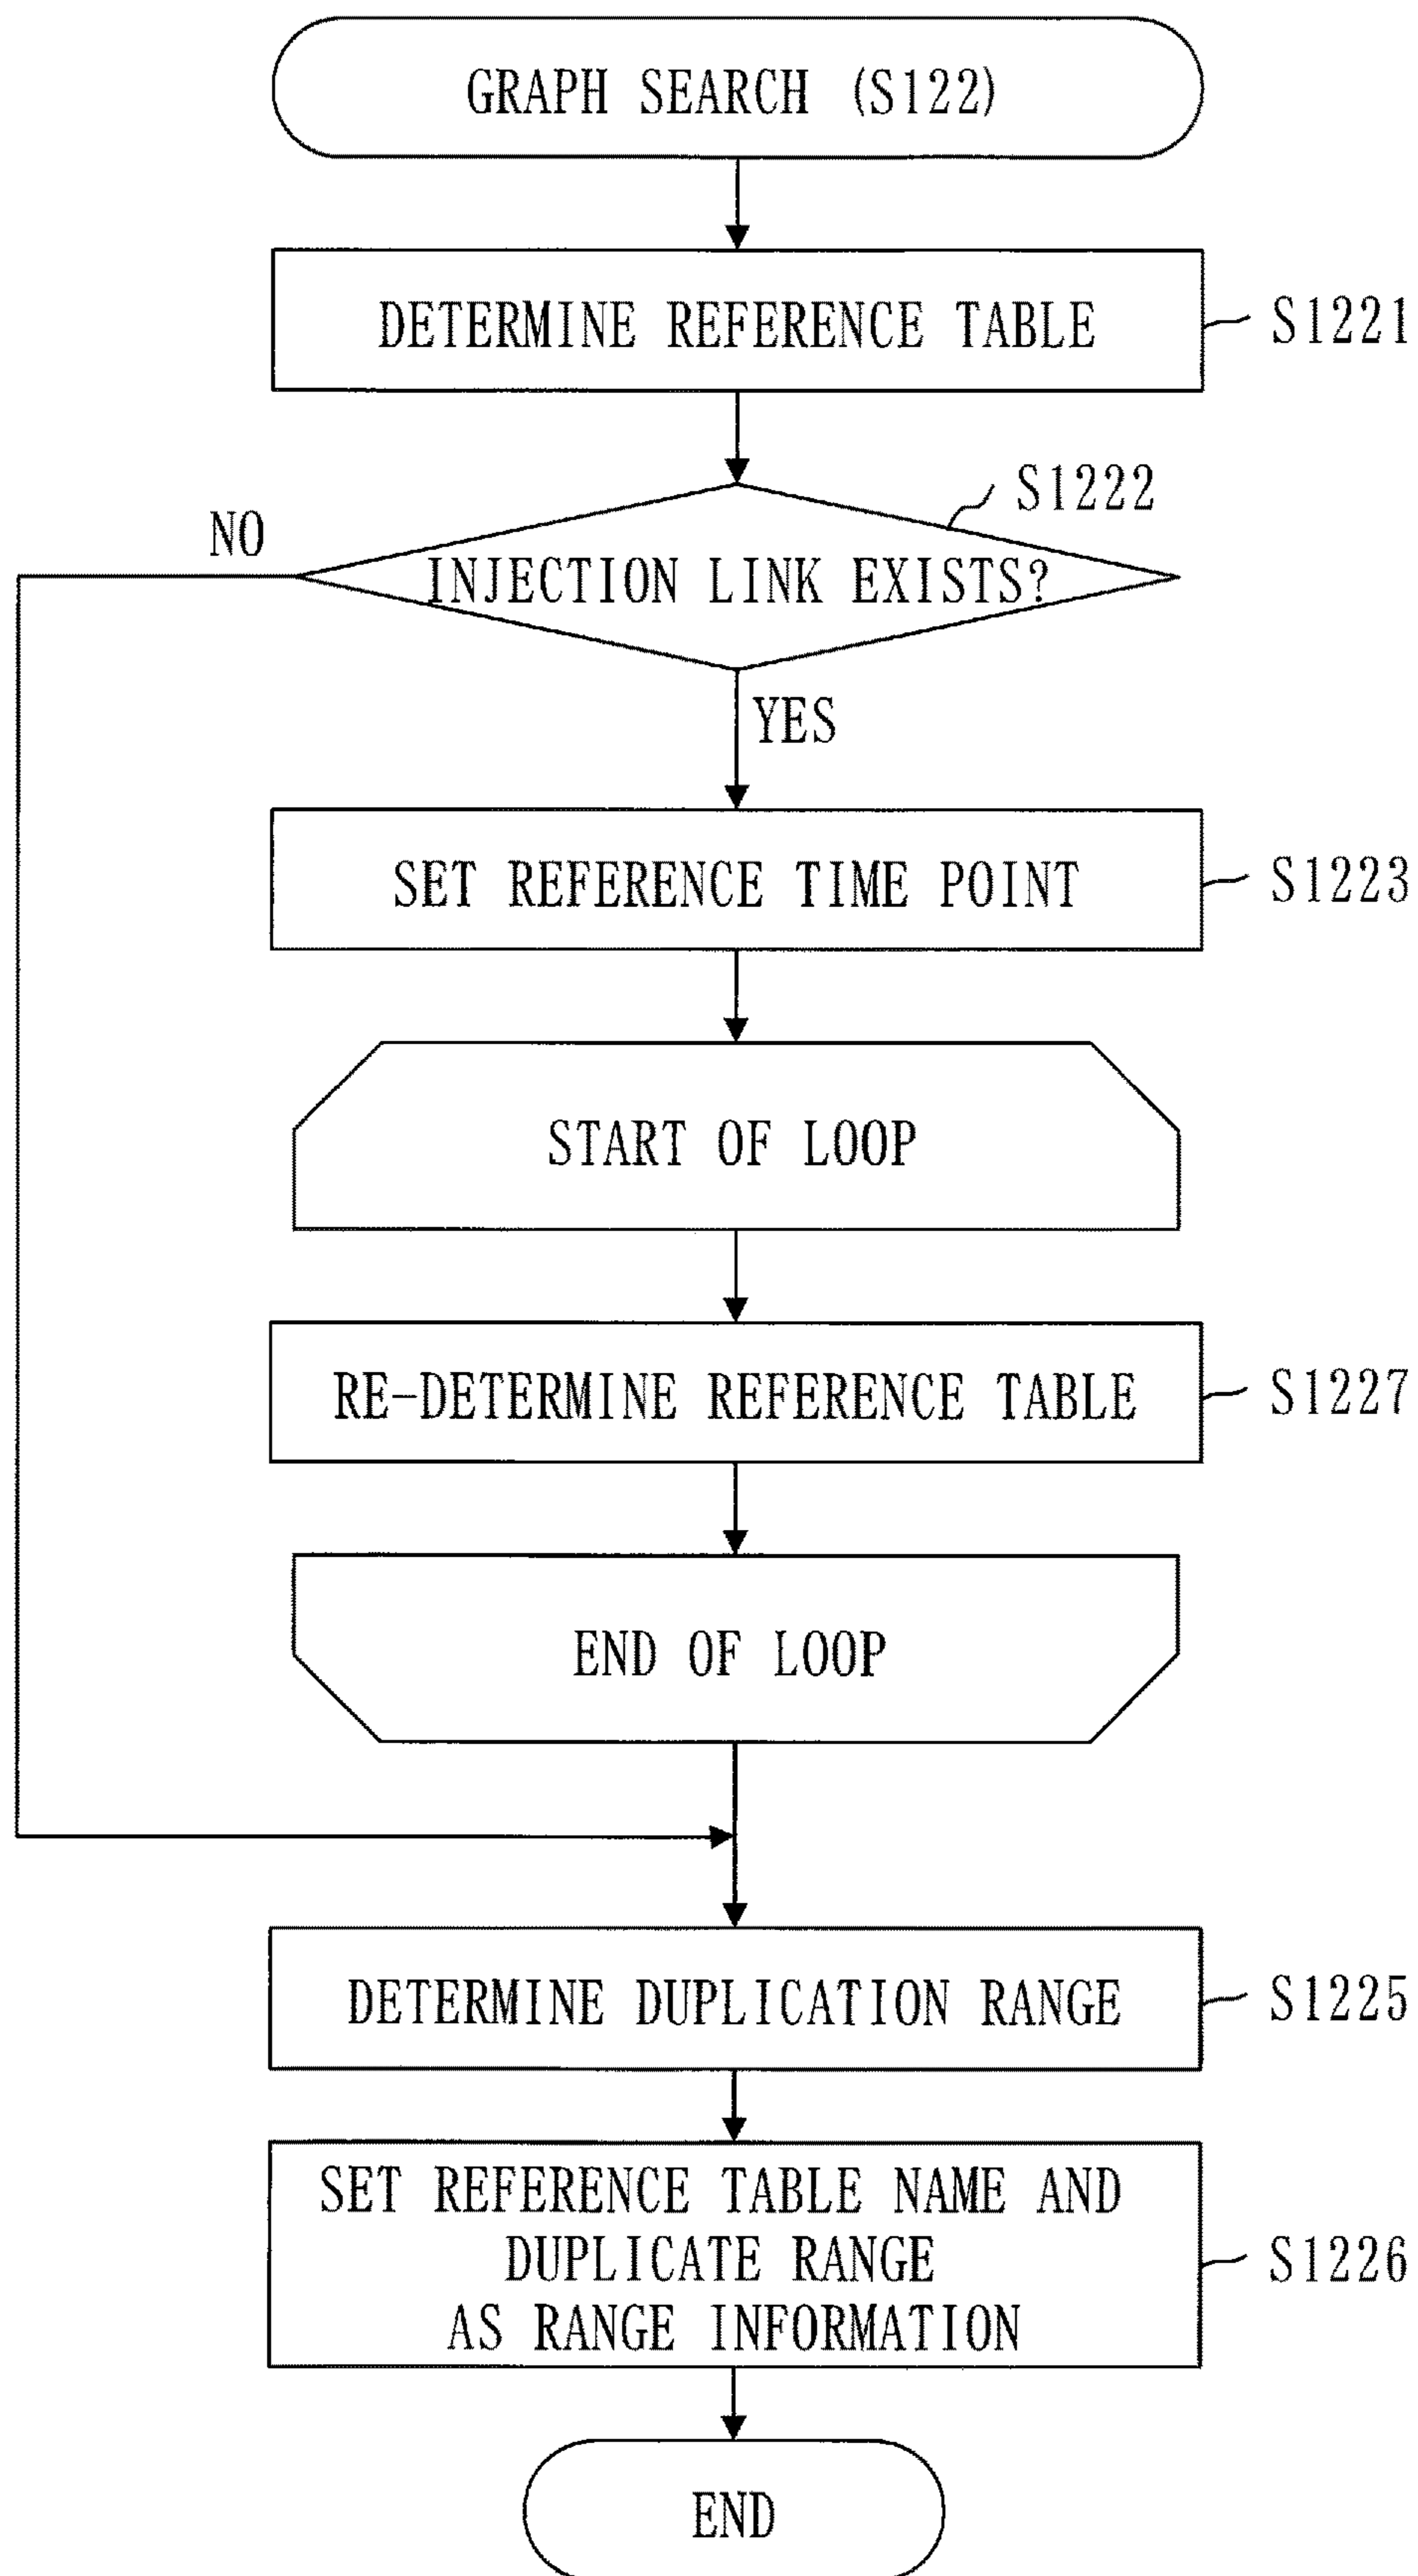 GRAPH SEARCH (S122)
DETERMINE REFERENCE TABLE
S1221
S1222
NO
INJECTION LINK EXISTS?
YES
SET REFERENCE TIME POINT
S1223
START OF LOOP
RE-DETERMINE REFERENCE TABLE
S1227
END OF LOOP
DETERMINE DUPLICATION RANGE
S1225
SET REFERENCE TABLE NAME AND
DUPLICATE RANGE
S1226
AS RANGE INFORMATION
END